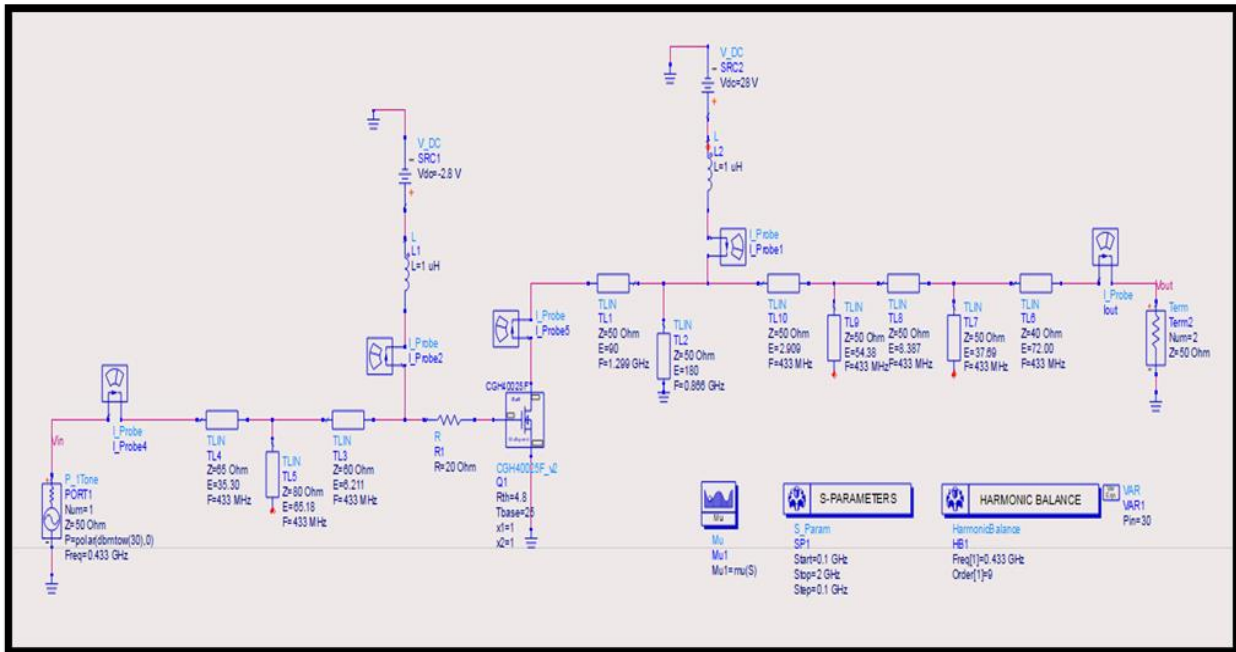 V_DC
SRC2
Vdc=28 V
L
L2
L=1 uH
I_Probe
I_Probe1
V_DC
SRC1
Vdc=-2.8 V
L
L1
L=1 uH
I_Probe
I_Probe2
I_Probe
I_Probe5
CGH40025F
TLIN
TL1
Z=50 Ohm
E=90
F=1.299 GHz
TLIN
TL2
Z=50 Ohm
E=180
F=0.866 GHz
TLIN
TL10
Z=50 Ohm
E=2.909
F=433 MHz
TLIN
TL9
Z=50 Ohm
E=54.38
F=433 MHz
TLIN
TL8
Z=50 Ohm
E=8.387
F=433 MHz
TLIN
TL7
Z=50 Ohm
E=37.69
F=433 MHz
TLIN
TL6
Z=40 Ohm
E=72.00
F=433 MHz
I_Probe
Iout
Vout
Term
Term2
Num=2
Z=50 Ohm
Vin
I_Probe
I_Probe4
P_1Tone
PORT1
Num=1
Z=50 Ohm
P=polar(dbmtow(30),0)
Freq=0.433 GHz
TLIN
TL4
Z=65 Ohm
E=35.30
F=433 MHz
TLIN
TL5
Z=80 Ohm
E=65.18
F=433 MHz
TLIN
TL3
Z=60 Ohm
E=6.211
F=433 MHz
R
R1
R=20 Ohm
CGH40025F_v2
Q1
Rth=4.8
Tbase=25
x1=1
x2=1
Mu
Mu
Mu1
Mu1=mu(S)
S-PARAMETERS
S_Param
SP1
Start=0.1 GHz
Stop=2 GHz
Step=0.1 GHz
HARMONIC BALANCE
HarmonicBalance
HB1
Freq[1]=0.433 GHz
Order[1]=9
VAR
VAR1
Pin=30